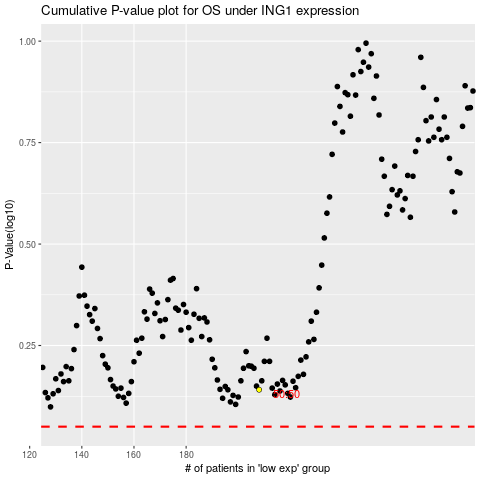 Cumulative P-value plot for OS under ING1 expression
P-Value(log10)
1.00
0.75
0.50
0.25
120
140
160
180
# of patients in 'low exp' group